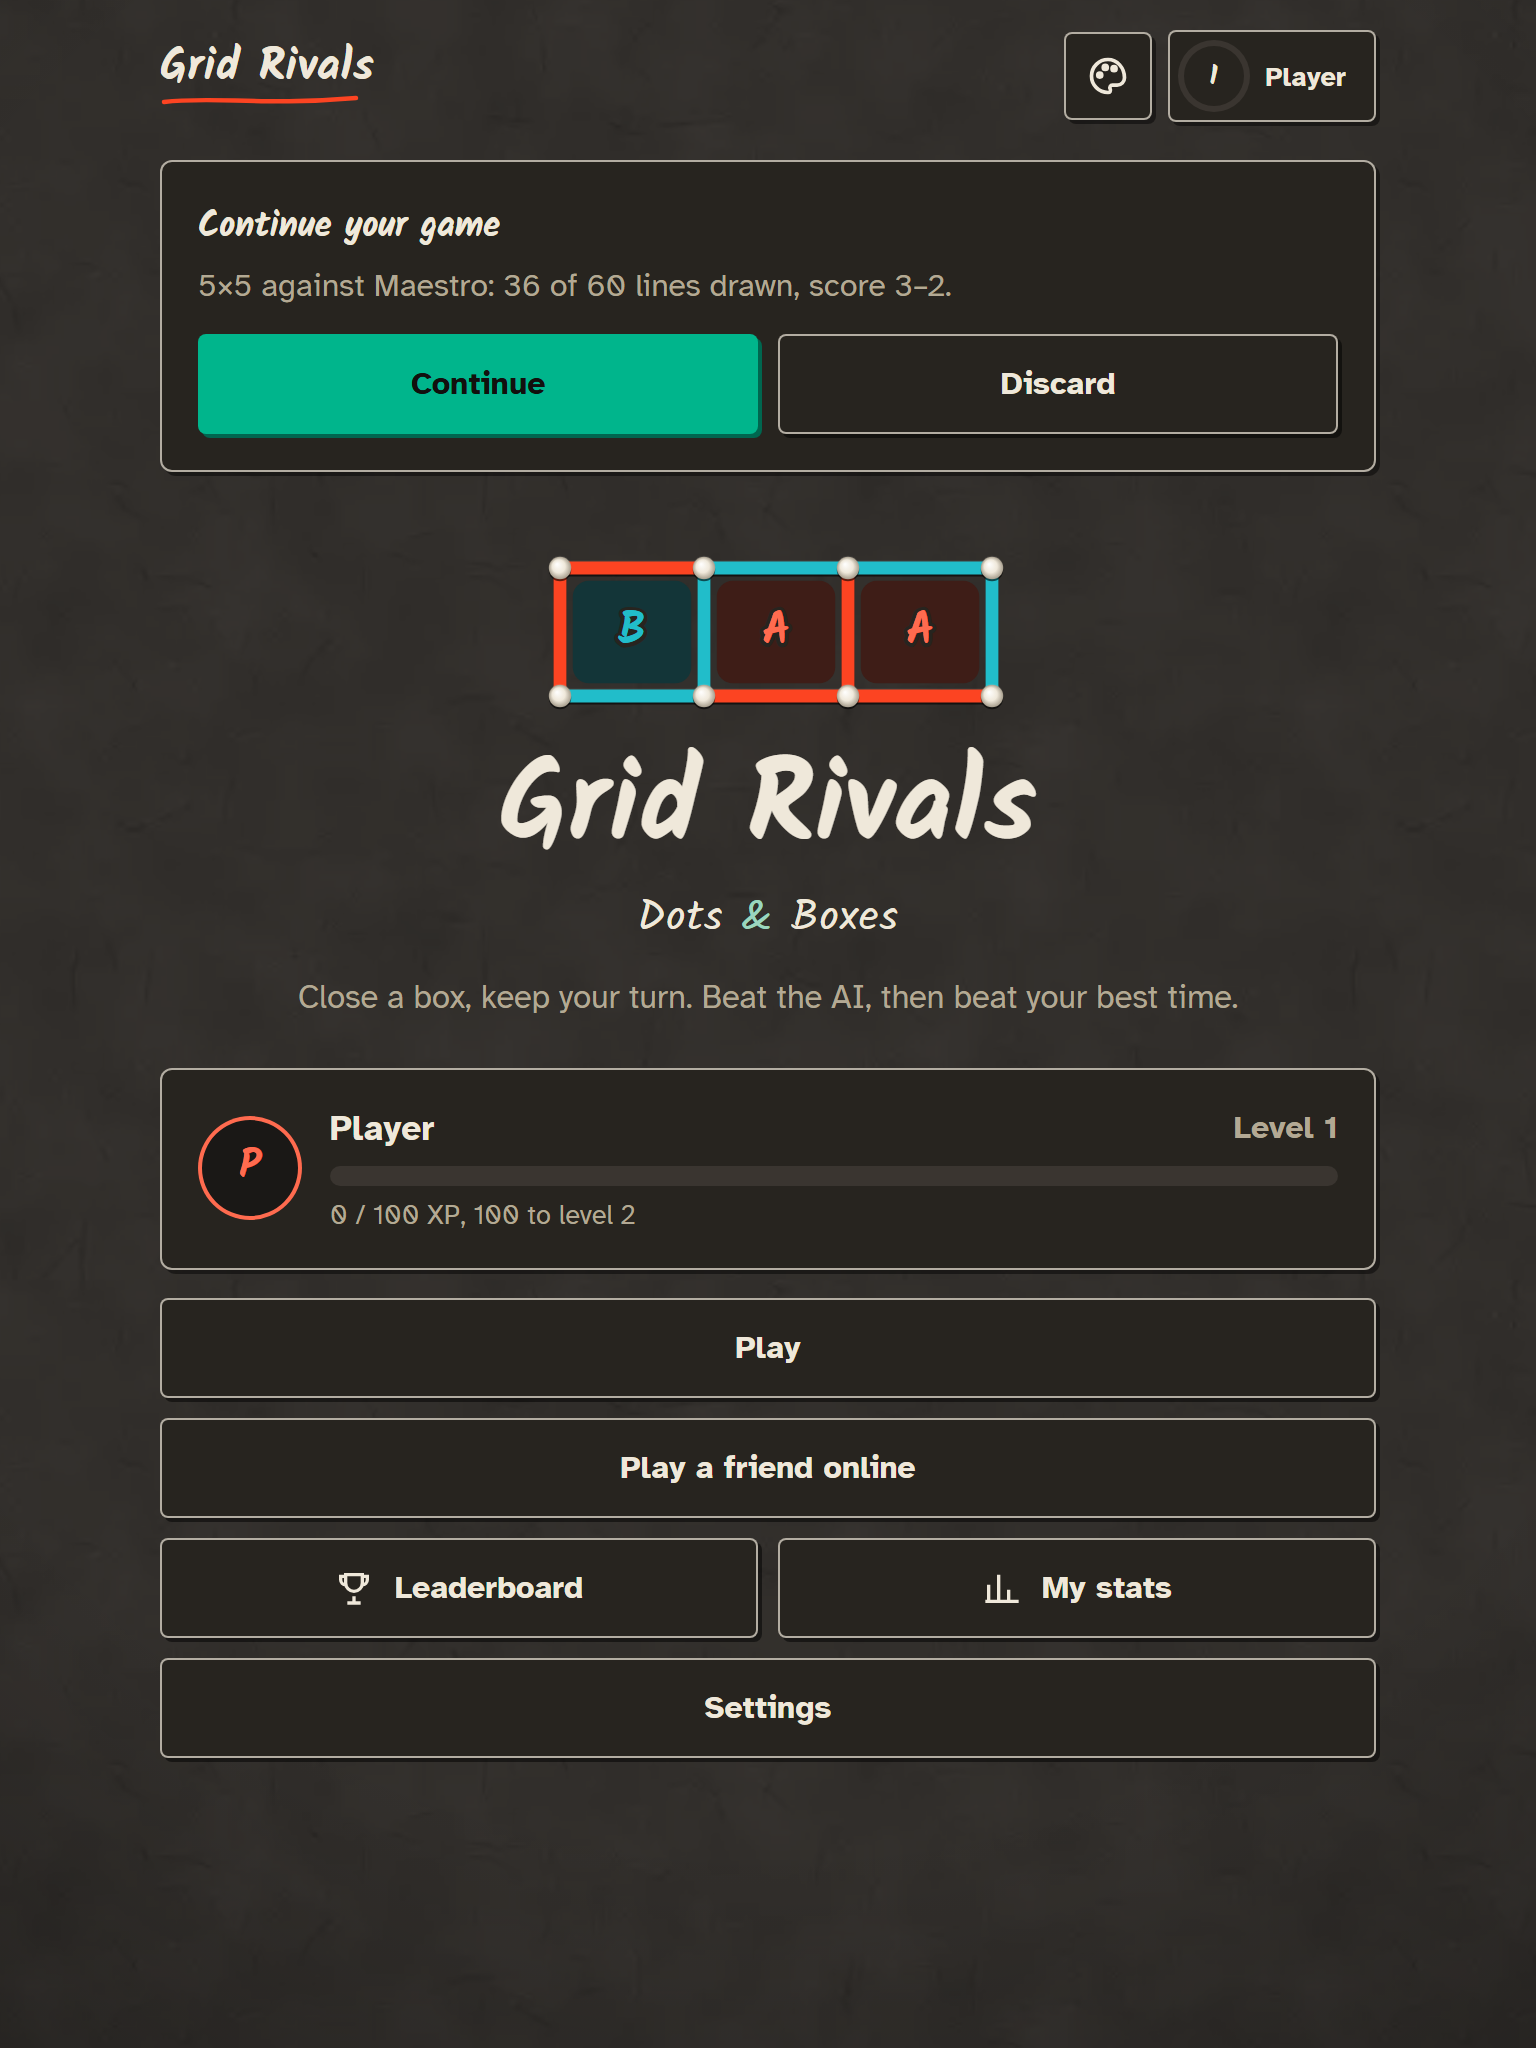 Grid Rivals
1 Player
Continue your game
5×5 against Maestro: 36 of 60 lines drawn, score 3–2.
Continue Discard
B A A
Grid Rivals
Dots & Boxes
Close a box, keep your turn. Beat the AI, then beat your best time.
P
Player Level 1
0 / 100 XP, 100 to level 2
Play
Play a friend online
Leaderboard My stats
Settings